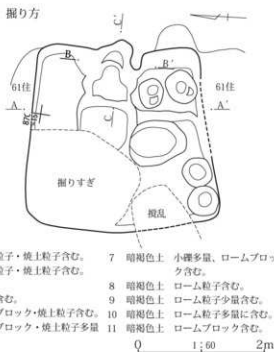 掘り方
61住
61住
A
A´
B
B´
C
C
掘りすぎ
撹乱
粒子・焼土粒子含む。
粒子・焼土粒子含む。
含む。
ブロック・焼土粒子含む。
ブロック・焼土粒子多量
7 暗褐色土 小礫多量、ロームブロッ
ク含む。
8 暗褐色土 ローム粒子含む。
9 暗褐色土 ローム粒子少量含む。
10 暗褐色土 ローム粒子多量に含む。
11 暗褐色土 ロームブロック含む。
0 1:60 2m